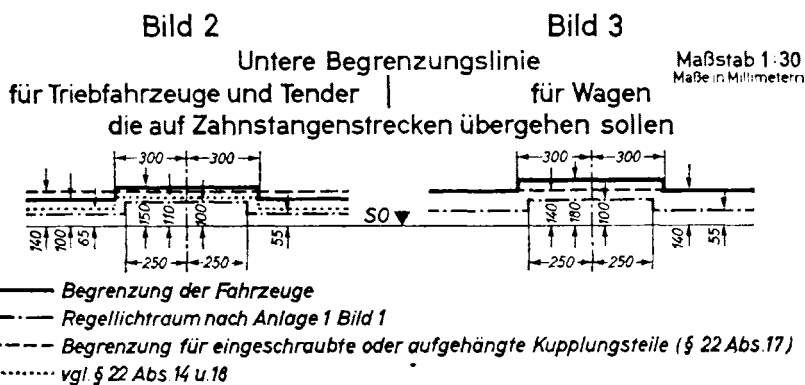 Bild 2 Bild 3
Untere Begrenzungslinie Maßstab 1:30
Maße in Millimetern
für Triebfahrzeuge und Tender | für Wagen
die auf Zahnstangenstrecken übergehen sollen
300 300 300 300
140 100 65 150 110 100 55 SO 140 180 100 140 55
250 250 250 250
Begrenzung der Fahrzeuge
Regellichtraum nach Anlage 1 Bild 1
Begrenzung für eingeschraubte oder aufgehängte Kupplungsteile (§ 22 Abs. 17)
vgl. § 22 Abs. 14 u. 18